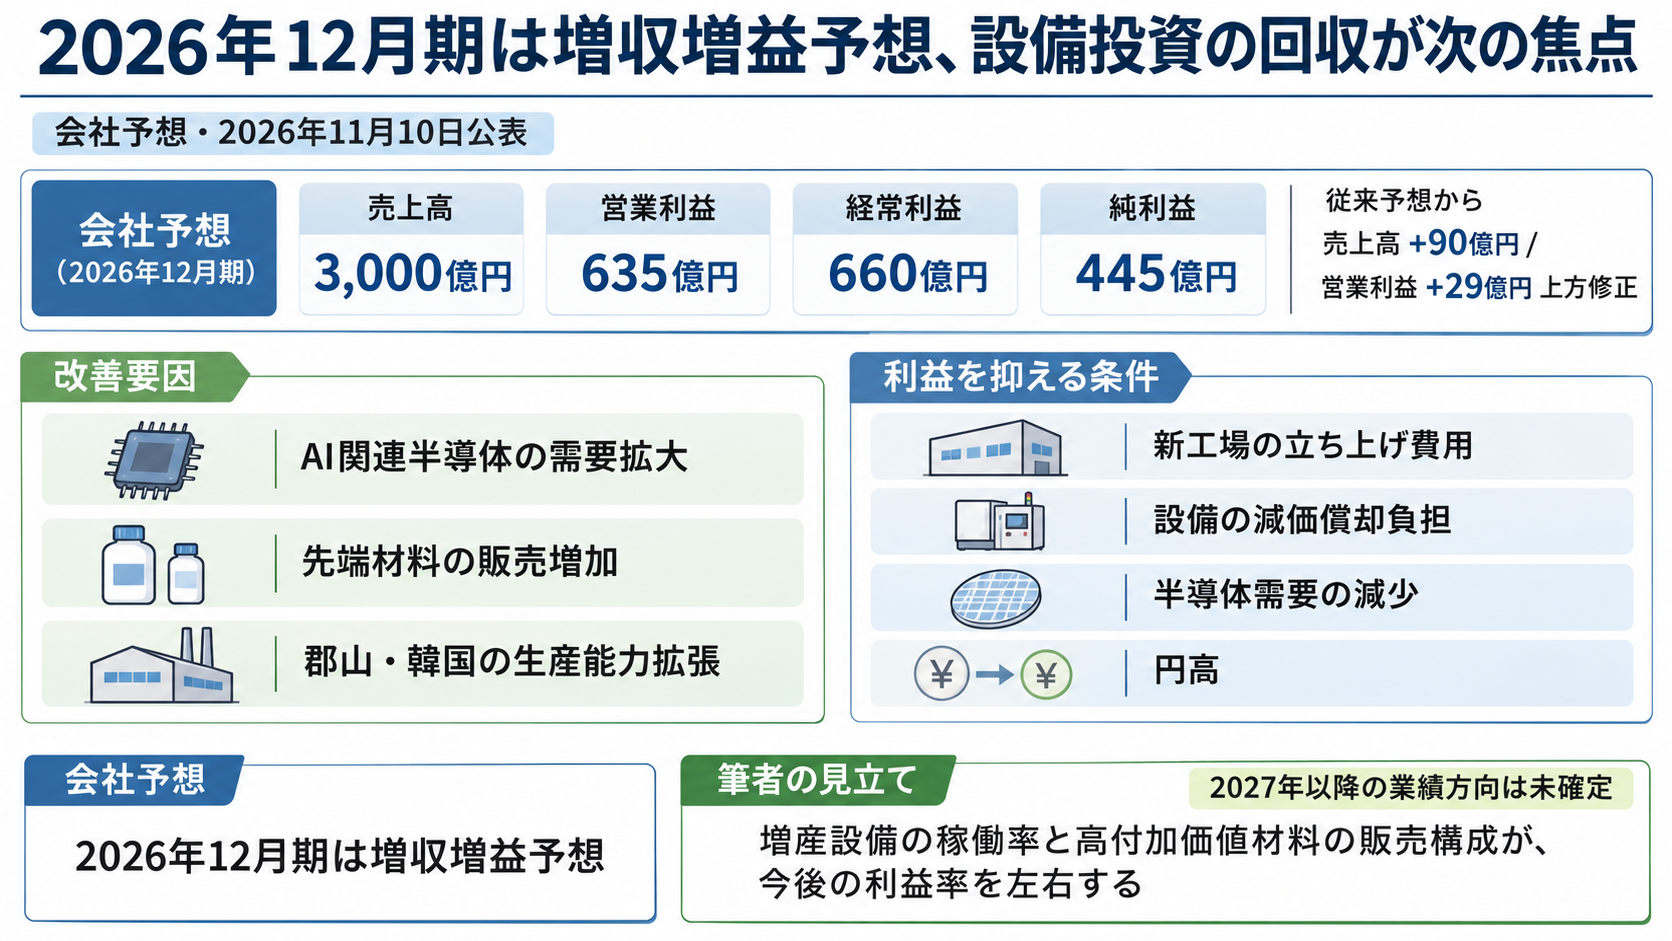 2026年12月期は増収増益予想、設備投資の回収が次の焦点
会社予想・2026年11月10日公表
会社予想
（2026年12月期）
売上高
3,000億円
営業利益
635億円
経常利益
660億円
純利益
445億円
従来予想から
売上高 +90億円 /
営業利益 +29億円 上方修正
改善要因
AI関連半導体の需要拡大
先端材料の販売増加
郡山・韓国の生産能力拡張
利益を抑える条件
新工場の立ち上げ費用
設備の減価償却負担
半導体需要の減少
¥ ¥
円高
会社予想
2026年12月期は増収増益予想
筆者の見立て
2027年以降の業績方向は未確定
増産設備の稼働率と高付加価値材料の販売構成が、
今後の利益率を左右する